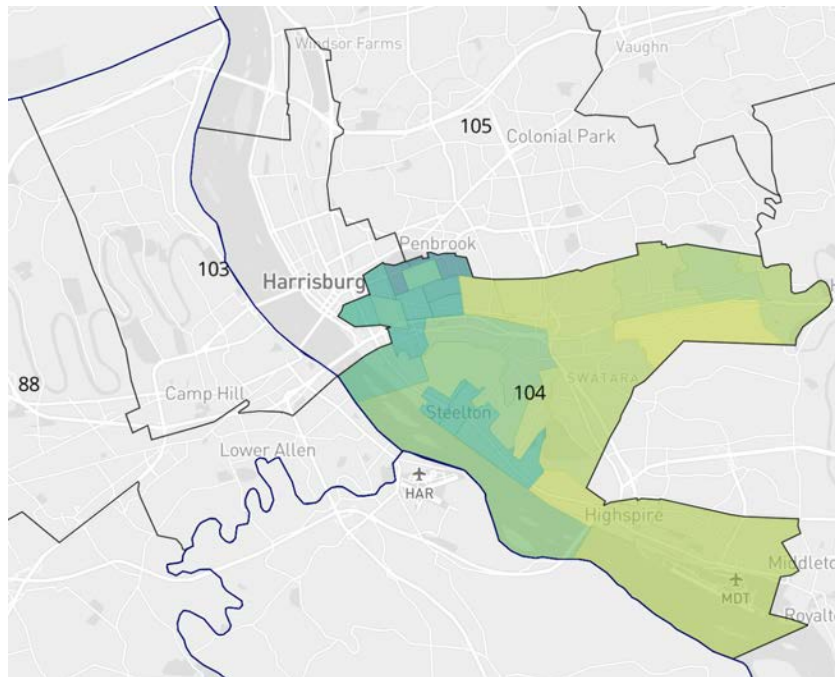 Windsor Farms
Vaughn
105
Colonial Park
Penbrook
103
Harrisburg
88
Camp Hill
104
SWATARA
Steelton
Lower Allen
HAR
Highspire
Middleto
MDT
Royalto